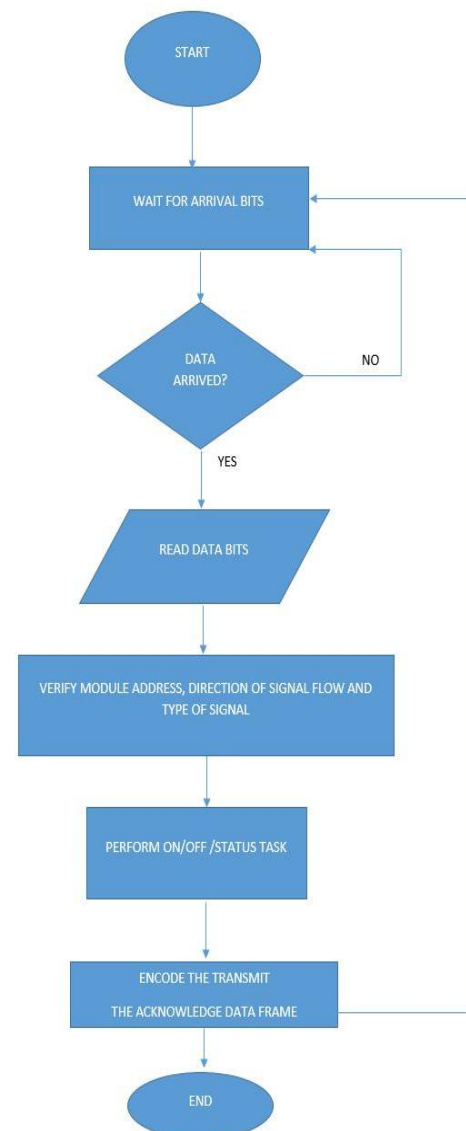 START
WAIT FOR ARRIVAL BITS
DATA
ARRIVED?
NO
YES
READ DATA BITS
VERIFY MODULE ADDRESS, DIRECTION OF SIGNAL FLOW AND
TYPE OF SIGNAL
PERFORM ON/OFF /STATUS TASK
ENCODE THE TRANSMIT
THE ACKNOWLEDGE DATA FRAME
END